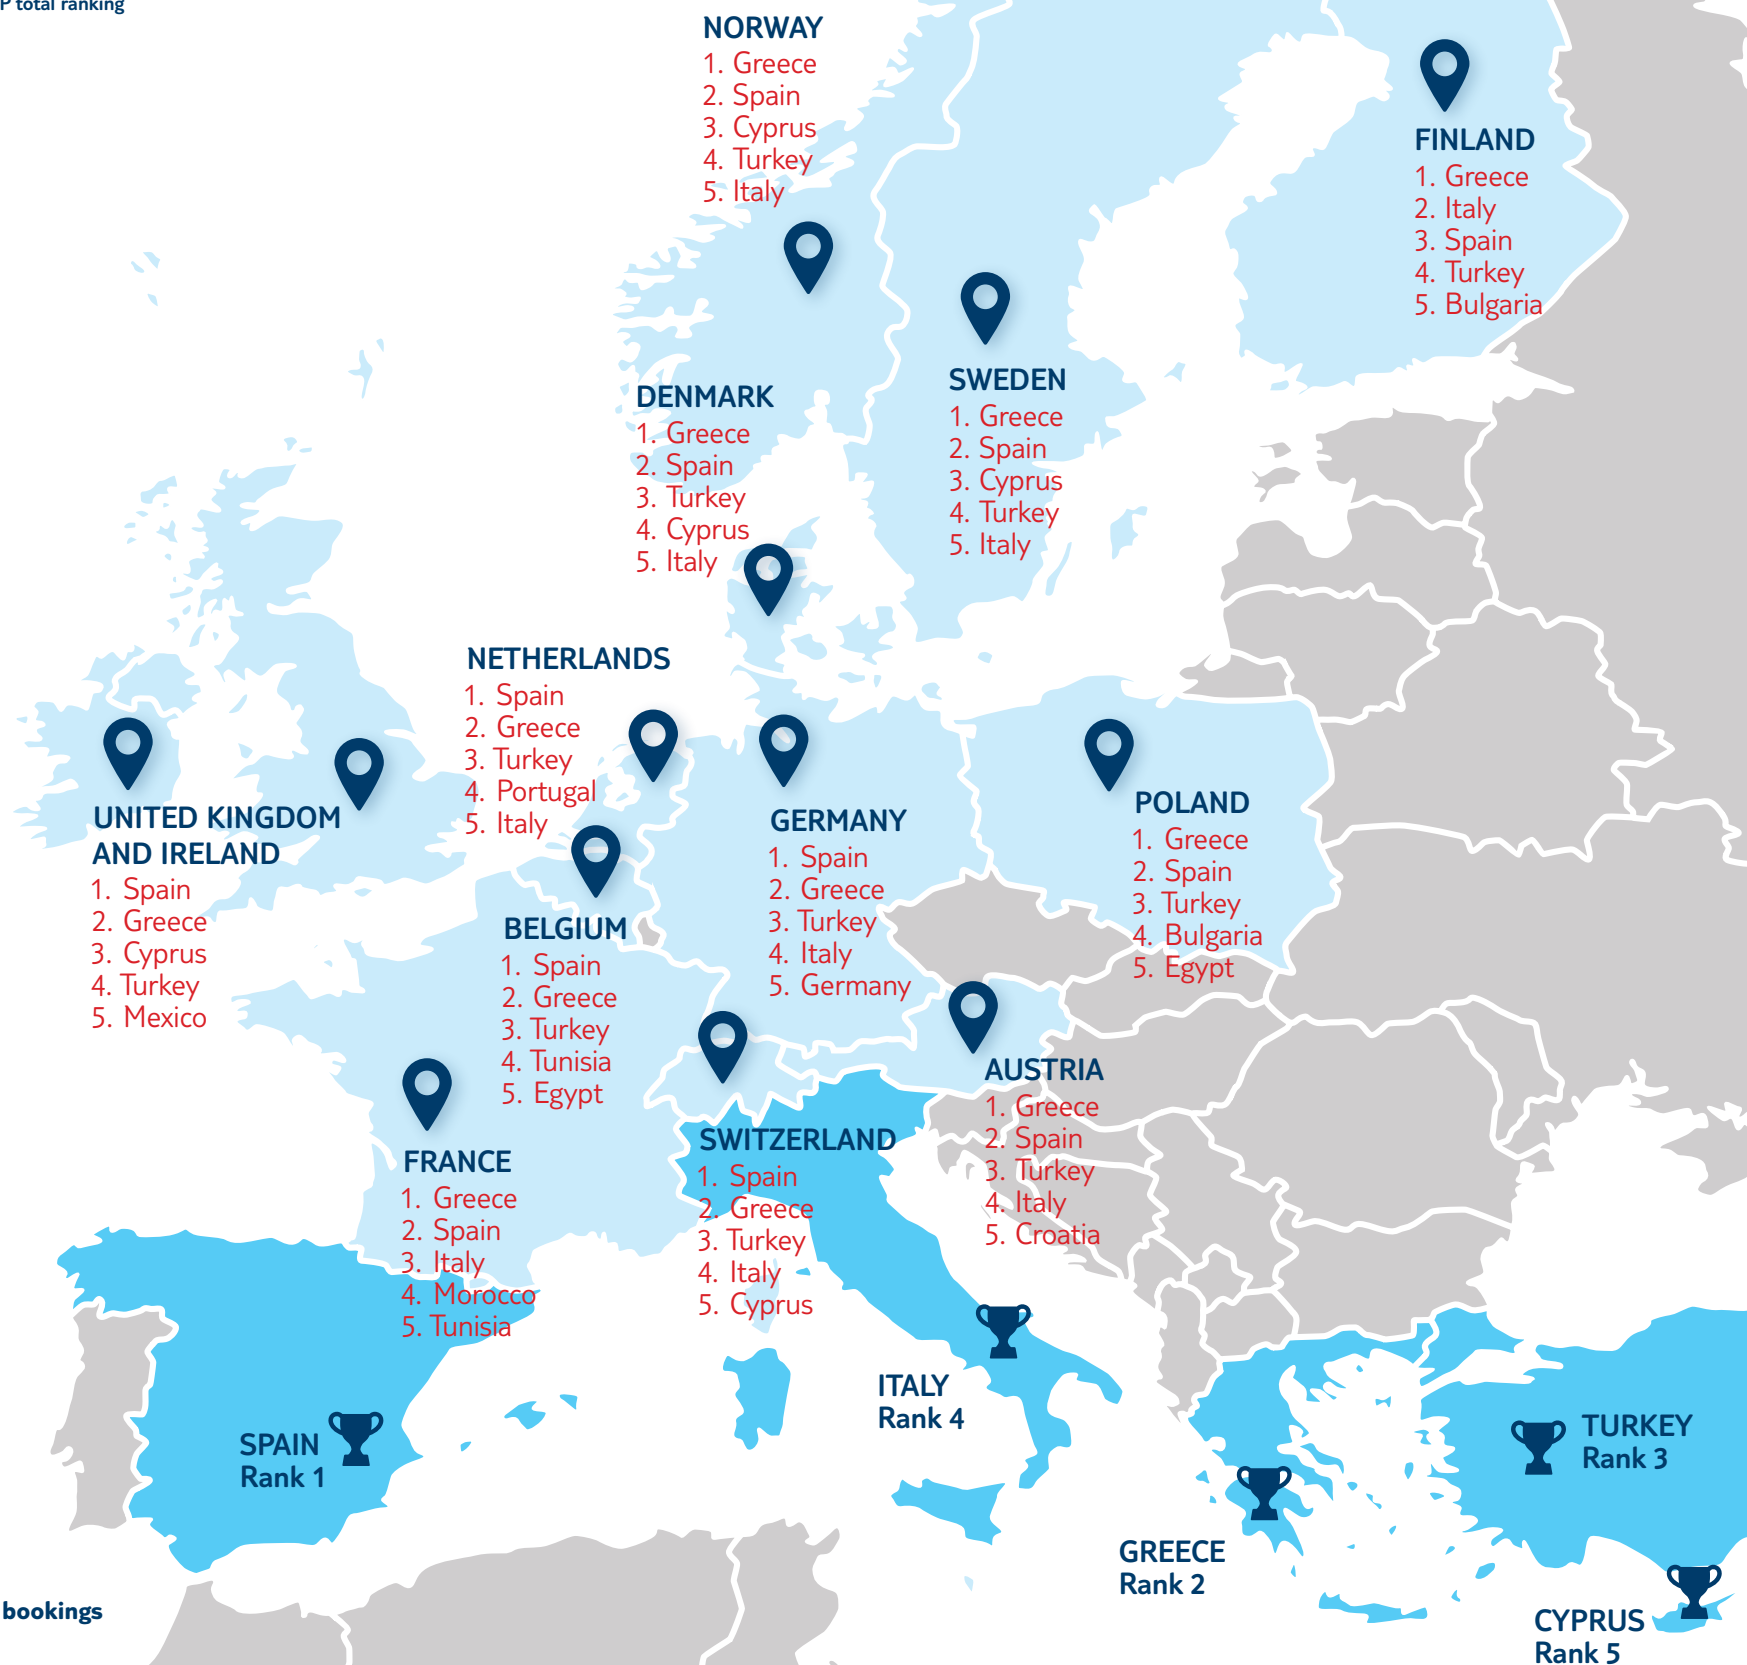 P total ranking
NORWAY
1. Greece
2. Spain
3. Cyprus
4. Turkey
5. Italy
FINLAND
1. Greece
2. Italy
3. Spain
4. Turkey
5. Bulgaria
DENMARK
1. Greece
2. Spain
3. Turkey
4. Cyprus
5. Italy
SWEDEN
1. Greece
2. Spain
3. Cyprus
4. Turkey
5. Italy
NETHERLANDS
1. Spain
2. Greece
3. Turkey
4. Portugal
5. Italy
UNITED KINGDOM
AND IRELAND
1. Spain
2. Greece
3. Cyprus
4. Turkey
5. Mexico
GERMANY
1. Spain
2. Greece
3. Turkey
4. Italy
5. Germany
POLAND
1. Greece
2. Spain
3. Turkey
4. Bulgaria
5. Egypt
BELGIUM
1. Spain
2. Greece
3. Turkey
4. Tunisia
5. Egypt
AUSTRIA
1. Greece
2. Spain
3. Turkey
4. Italy
5. Croatia
FRANCE
1. Greece
2. Spain
3. Italy
4. Morocco
5. Tunisia
SWITZERLAND
1. Spain
2. Greece
3. Turkey
4. Italy
5. Cyprus
ITALY
Rank 4
SPAIN
Rank 1
TURKEY
Rank 3
GREECE
Rank 2
bookings
CYPRUS
Rank 5